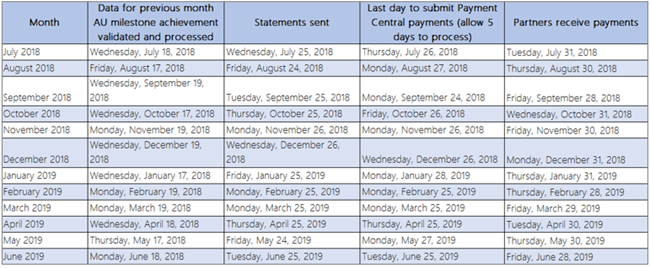 Month
Data for previous month
AU milestone achievement
validated and processed
Statements sent
Last day to submit Payment
Central payments (allow 5
days to process)
Partners receive payments
July 2018 Wednesday, July 18, 2018 Wednesday, July 25, 2018 Thursday, July 26, 2018 Tuesday, July 31, 2018
August 2018 Friday, August 17, 2018 Friday, August 24, 2018 Monday, August 27, 2018 Thursday, August 30, 2018
Wednesday, September 19,
September 2018 2018 Tuesday, September 25, 2018 Monday, September 24, 2018 Friday, September 28, 2018
October 2018 Wednesday, October 17, 2018 Thursday, October 25, 2018 Friday, October 26, 2018 Wednesday, October 31, 2018
November 2018 Monday, November 19, 2018 Monday, November 26, 2018 Monday, November 26, 2018 Friday, November 30, 2018
Wednesday, December 19, Wednesday, December 26,
December 2018 2018 2018 Wednesday, December 26, 2018 Monday, December 31, 2018
January 2019 Wednesday, January 17, 2018 Friday, January 25, 2019 Monday, January 28, 2019 Thursday, January 31, 2019
February 2019 Monday, February 19, 2018 Monday, February 25, 2019 Monday, February 25, 2019 Thursday, February 28, 2019
March 2019 Monday, March 19, 2018 Monday, March 25, 2019 Monday, March 25, 2019 Friday, March 29, 2019
April 2019 Wednesday, April 18, 2018 Thursday, April 25, 2019 Thursday, April 25, 2019 Tuesday, April 30, 2019
May 2019 Thursday, May 17, 2018 Friday, May 24, 2019 Monday, May 27, 2019 Thursday, May 30, 2019
June 2019 Monday, June 18, 2018 Tuesday, June 25, 2019 Tuesday, June 25, 2019 Friday, June 28, 2019